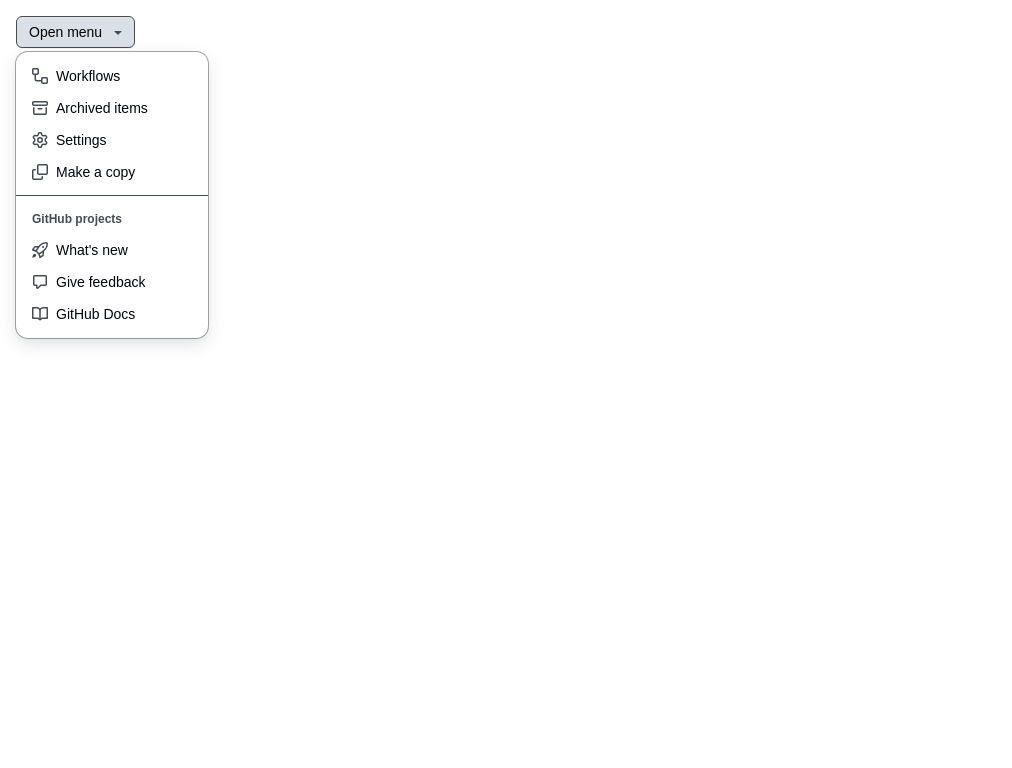 Open menu
Workflows
Archived items
Settings
Make a copy
GitHub projects
What's new
Give feedback
GitHub Docs